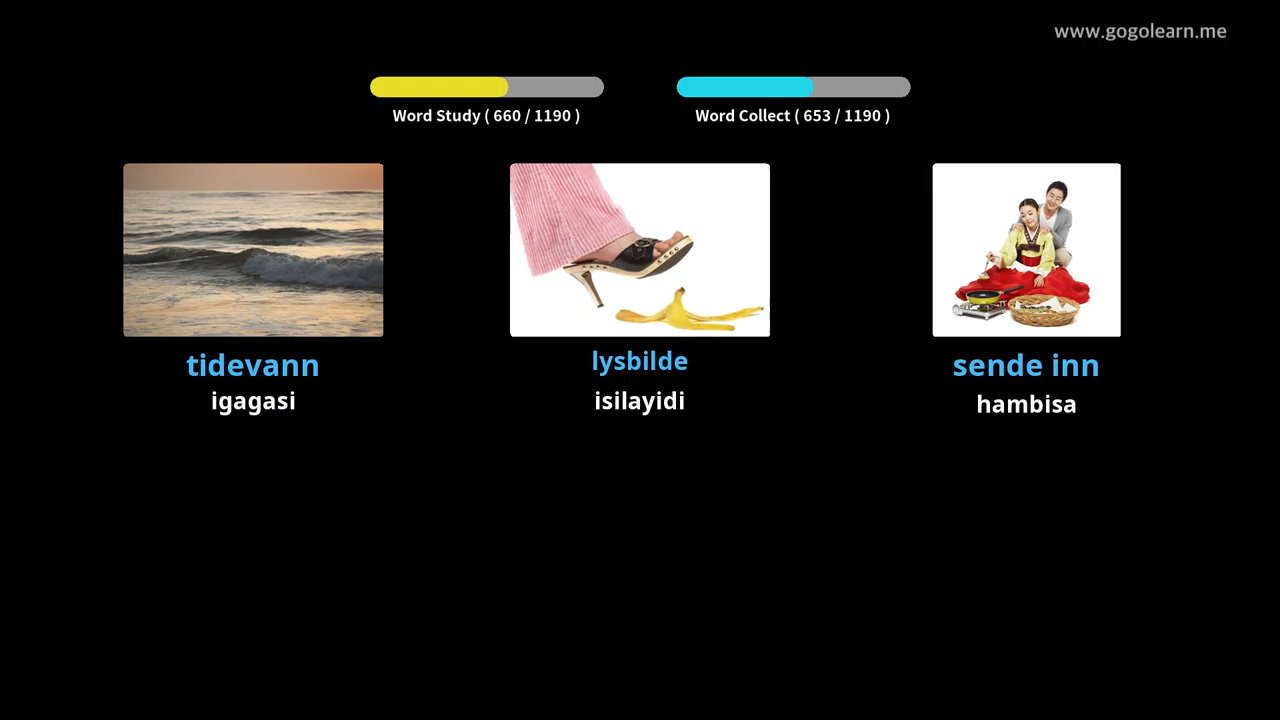 www.gogolearn.me
Word Study ( 660 / 1190 )
Word Collect ( 653 / 1190 )
tidevann
igagasi
lysbilde
isilayidi
sende inn
hambisa